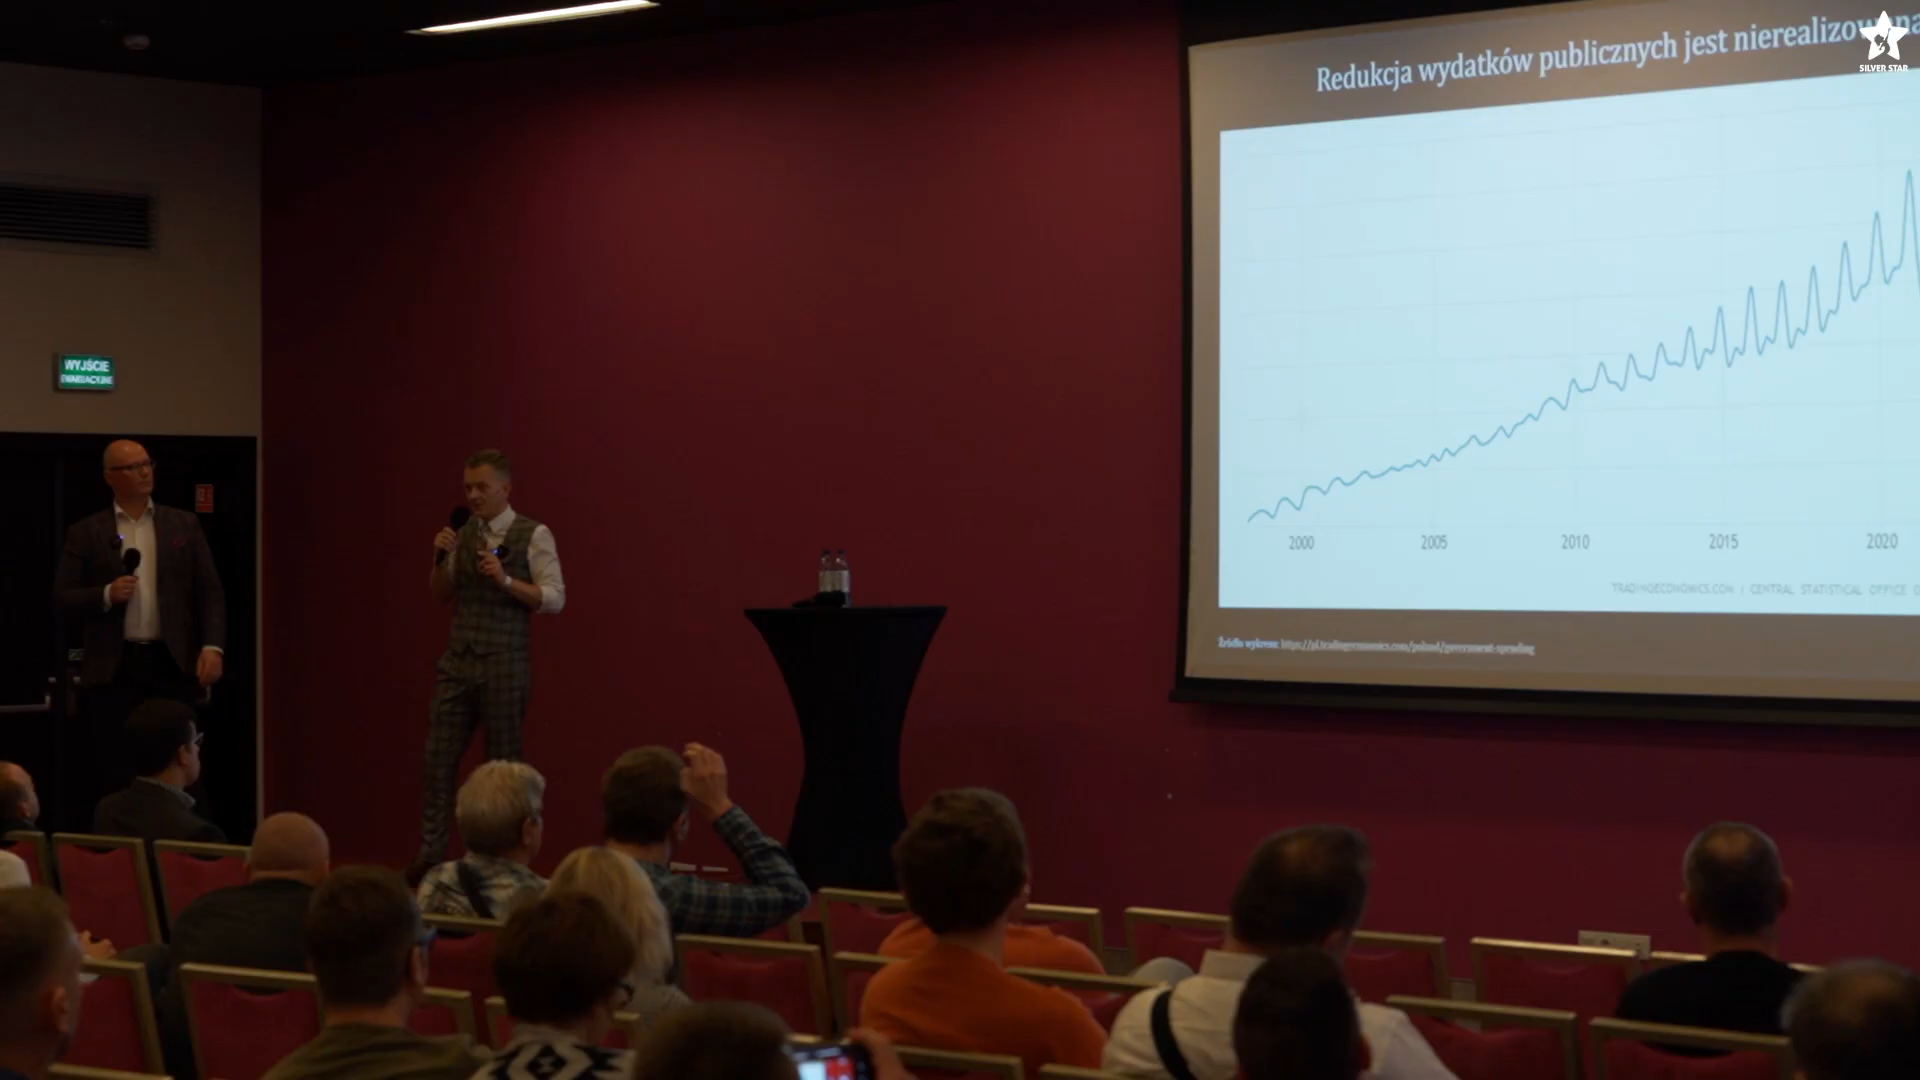 Redukcja wydatków publicznych jest nierealizo
SILVER STAR
WYJŚCIE
EWAKUACYJNE
2000 2005 2010 2015 2020
TRADINGECONOMICS.COM | CENTRAL STATISTICAL OFFICE O
Źródło wykresu: https://pl.tradingeconomics.com/poland/government-spending